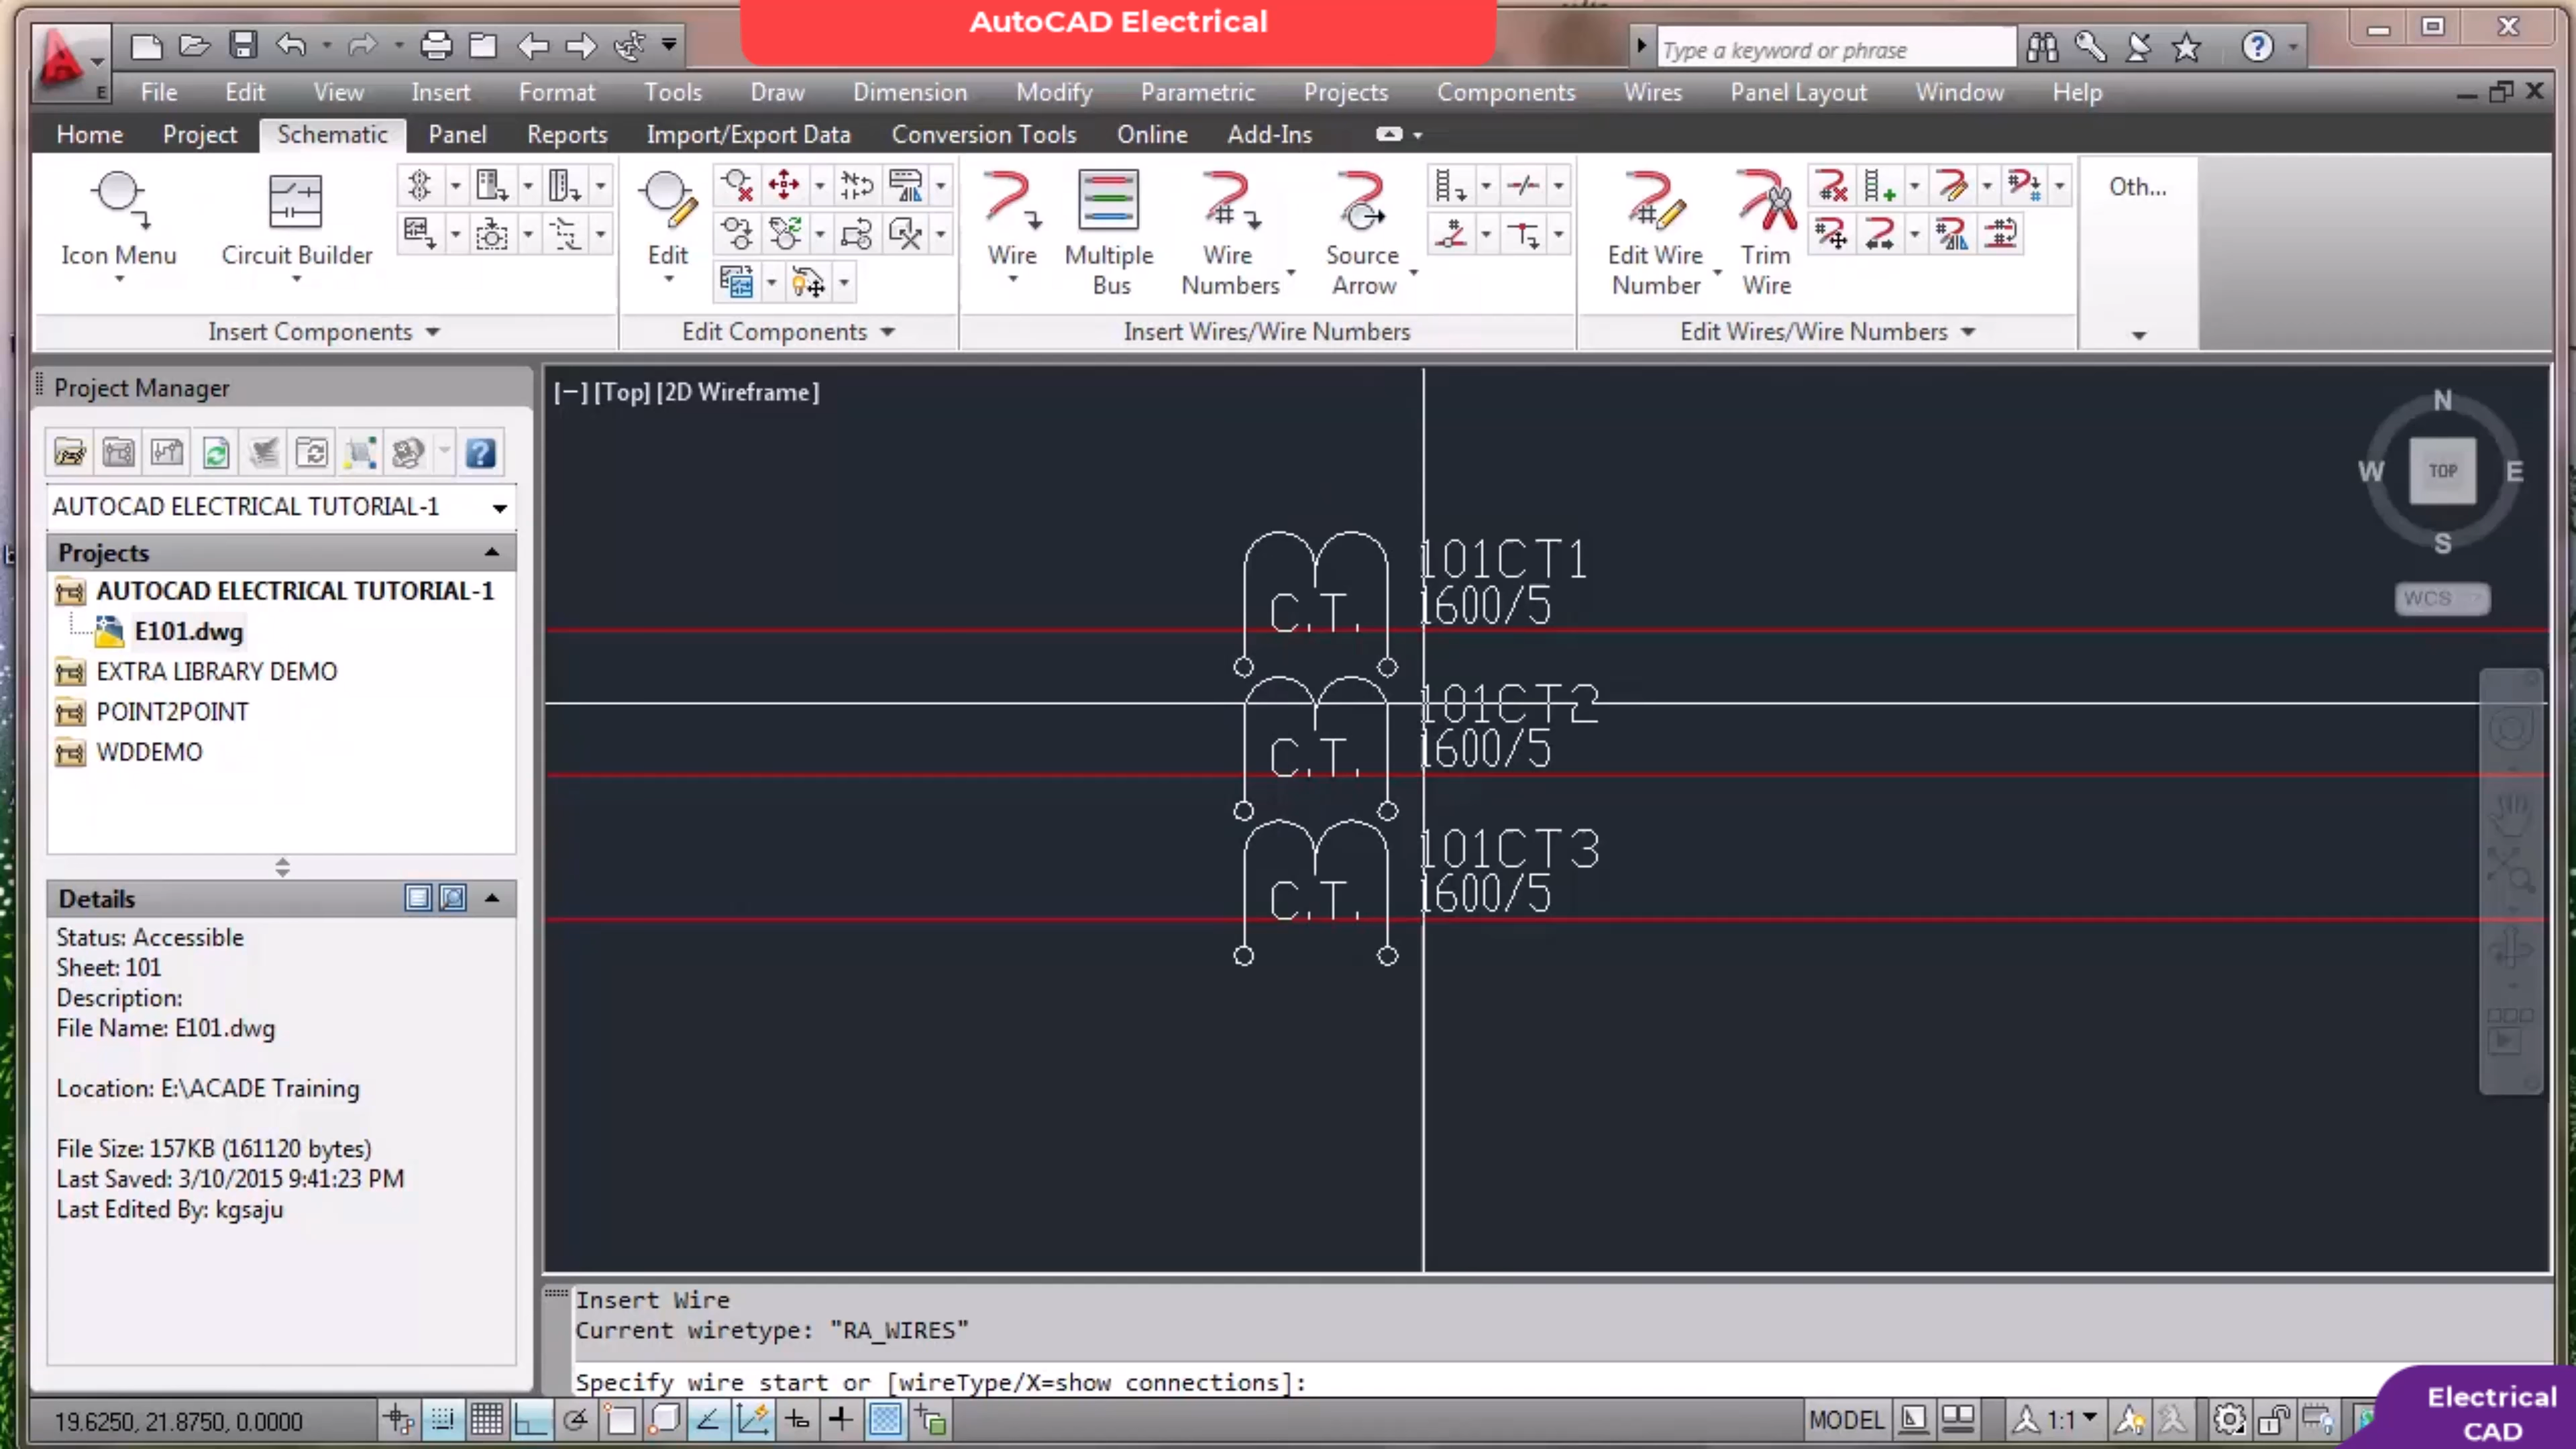 AutoCAD Electrical
Type a keyword or phrase
E
File Edit View Insert Format Tools Draw Dimension Modify Parametric Projects Components Wires Panel Layout Window Help
Home Project Schematic Panel Reports Import/Export Data Conversion Tools Online Add-Ins
Icon Menu
Circuit Builder
Edit
Wire
Multiple
Bus
Wire
Numbers
Source
Arrow
Edit Wire
Number
Trim
Wire
Oth...
Insert Components
Edit Components
Insert Wires/Wire Numbers
Edit Wires/Wire Numbers
Project Manager
AUTOCAD ELECTRICAL TUTORIAL-1
Projects
AUTOCAD ELECTRICAL TUTORIAL-1
E101.dwg
EXTRA LIBRARY DEMO
POINT2POINT
WDDEMO
Details
Status: Accessible
Sheet: 101
Description:
File Name: E101.dwg
Location: E:\ACADE Training
File Size: 157KB (161120 bytes)
Last Saved: 3/10/2015 9:41:23 PM
Last Edited By: kgsaju
[−] [Top] [2D Wireframe]
N
W TOP E
S
WCS
101CT1
C.T. 1600/5
101CT2
C.T. 1600/5
101CT3
C.T. 1600/5
Insert Wire
Current wiretype: "RA_WIRES"
Specify wire start or [wireType/X=show connections]:
19.6250, 21.8750, 0.0000
MODEL
1:1
Electrical
CAD